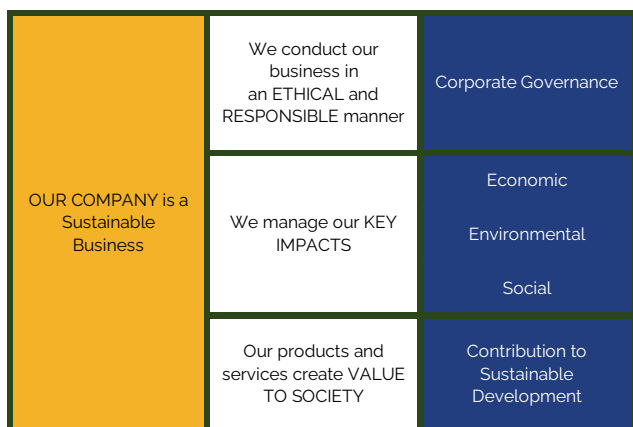 OUR COMPANY is a
Sustainable
Business
We conduct our
business in
an ETHICAL and
RESPONSIBLE manner
Corporate Governance
We manage our KEY
IMPACTS
Economic
Environmental
Social
Our products and
services create VALUE
TO SOCIETY
Contribution to
Sustainable
Development